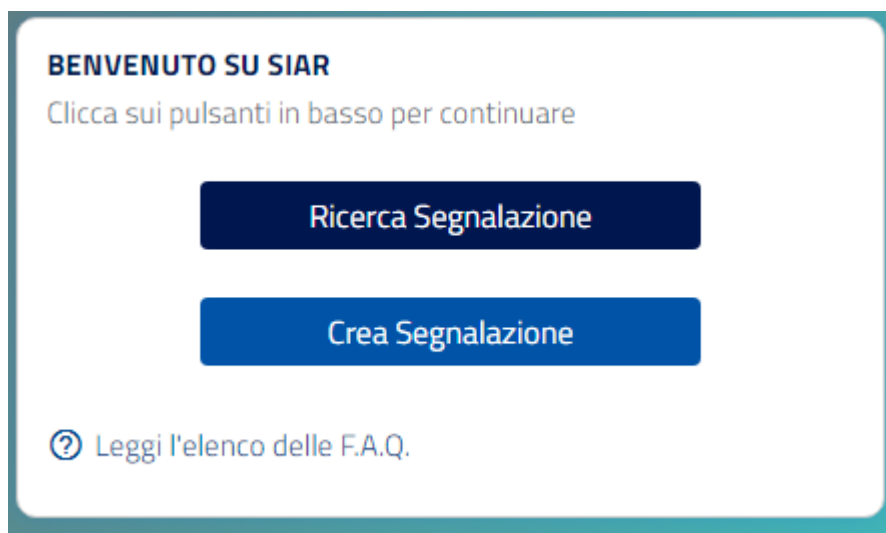 BENVENUTO SU SIAR
Clicca sui pulsanti in basso per continuare
Ricerca Segnalazione
Crea Segnalazione
Leggi l'elenco delle F.A.Q.